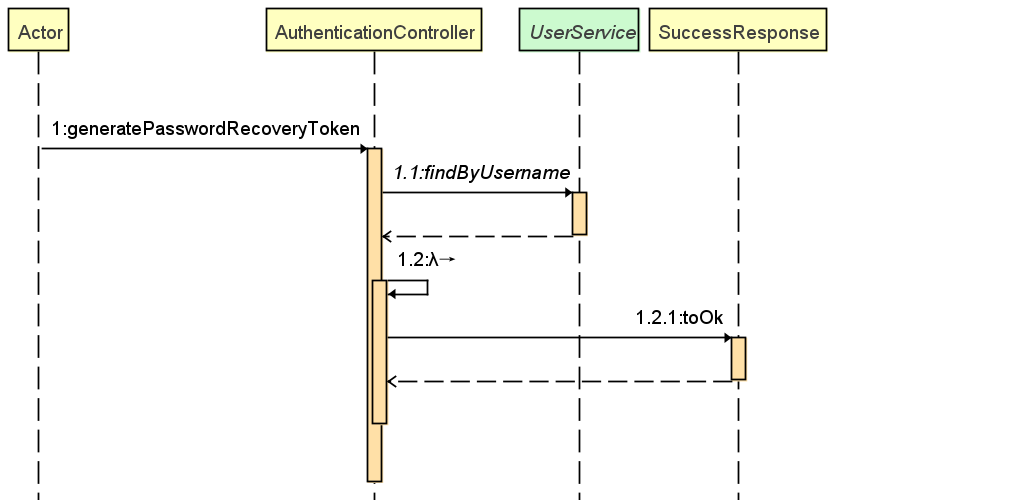 Actor
AuthenticationController
UserService
SuccessResponse
1:generatePasswordRecoveryToken
1.1:findByUsername
1.2:λ→
1.2.1:toOk